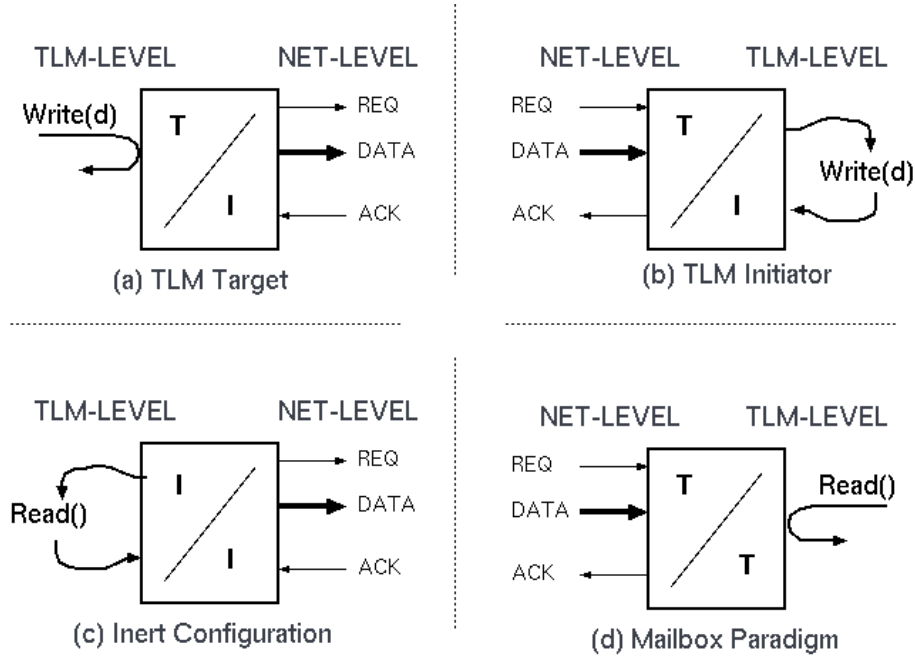 TLM-LEVEL NET-LEVEL
Write(d)
T
I
REQ
DATA
ACK
(a) TLM Target
NET-LEVEL TLM-LEVEL
REQ
DATA
ACK
T
I
Write(d)
(b) TLM Initiator
TLM-LEVEL NET-LEVEL
Read()
I
I
REQ
DATA
ACK
(c) Inert Configuration
NET-LEVEL TLM-LEVEL
REQ
DATA
ACK
T
T
Read()
(d) Mailbox Paradigm